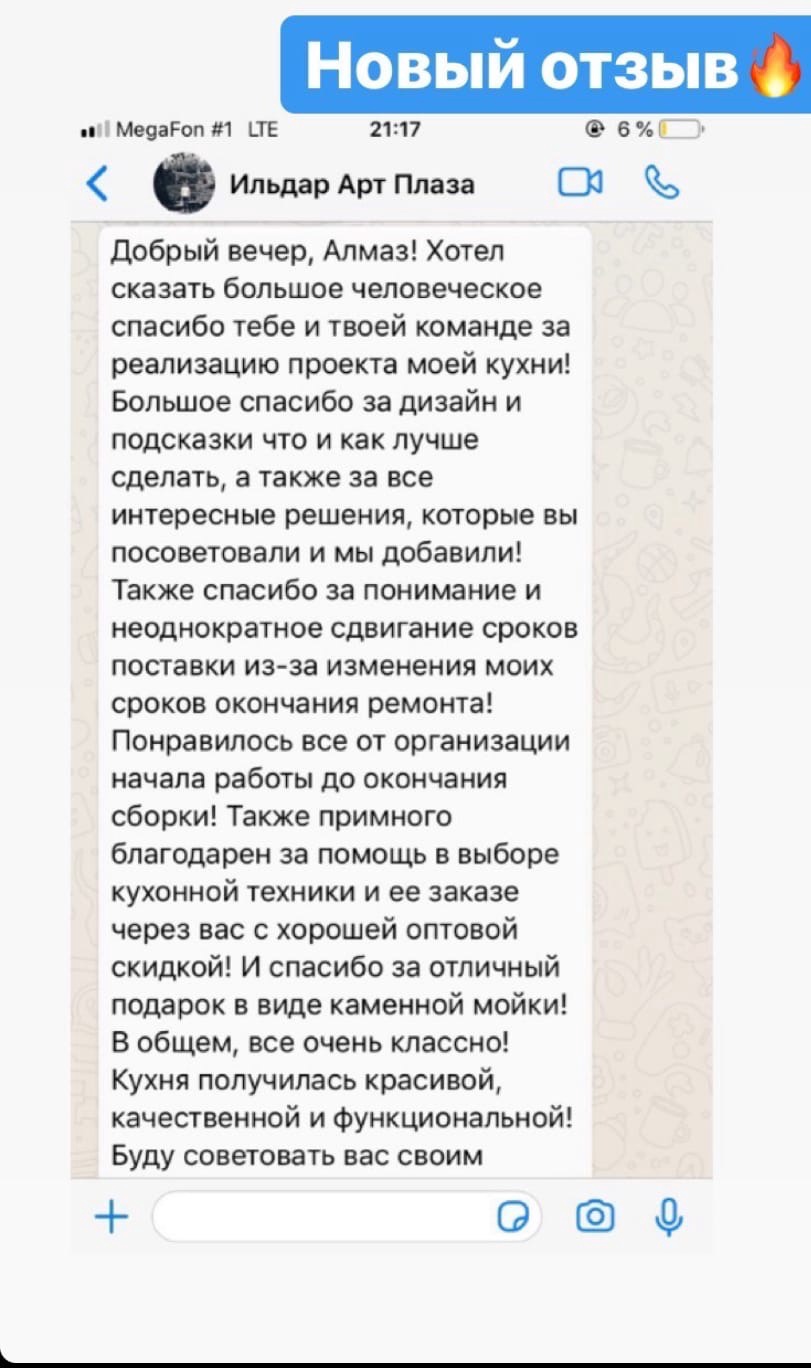 Новый отзыв🔥
MegaFon #1 LTE 21:17 6 %
Ильдар Арт Плаза
Добрый вечер, Алмаз! Хотел
сказать большое человеческое
спасибо тебе и твоей команде за
реализацию проекта моей кухни!
Большое спасибо за дизайн и
подсказки что и как лучше
сделать, а также за все
интересные решения, которые вы
посоветовали и мы добавили!
Также спасибо за понимание и
неоднократное сдвигание сроков
поставки из-за изменения моих
сроков окончания ремонта!
Понравилось все от организации
начала работы до окончания
сборки! Также примного
благодарен за помощь в выборе
кухонной техники и ее заказе
через вас с хорошей оптовой
скидкой! И спасибо за отличный
подарок в виде каменной мойки!
В общем, все очень классно!
Кухня получилась красивой,
качественной и функциональной!
Буду советовать вас своим